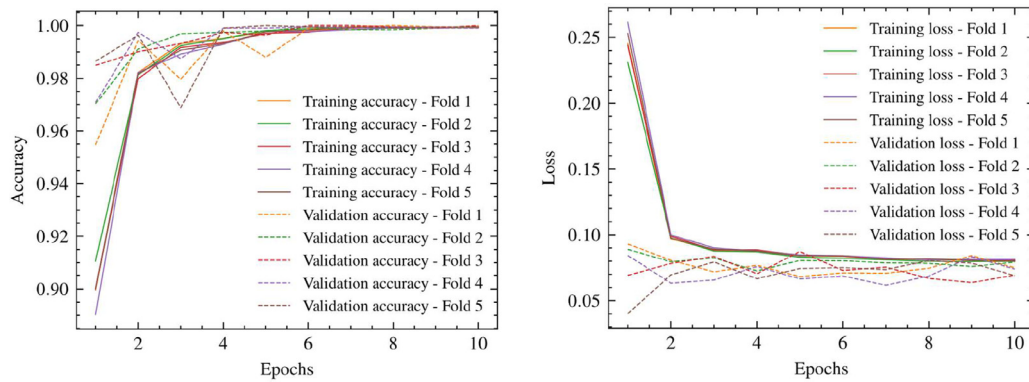 1.00
0.98
0.96
0.94
0.92
0.90
Accuracy
Training accuracy - Fold 1
Training accuracy - Fold 2
Training accuracy - Fold 3
Training accuracy - Fold 4
Training accuracy - Fold 5
Validation accuracy - Fold 1
Validation accuracy - Fold 2
Validation accuracy - Fold 3
Validation accuracy - Fold 4
Validation accuracy - Fold 5
2 4 6 8 10
Epochs
0.25
0.20
0.15
0.10
0.05
Loss
Training loss - Fold 1
Training loss - Fold 2
Training loss - Fold 3
Training loss - Fold 4
Training loss - Fold 5
Validation loss - Fold 1
Validation loss - Fold 2
Validation loss - Fold 3
Validation loss - Fold 4
Validation loss - Fold 5
2 4 6 8 10
Epochs